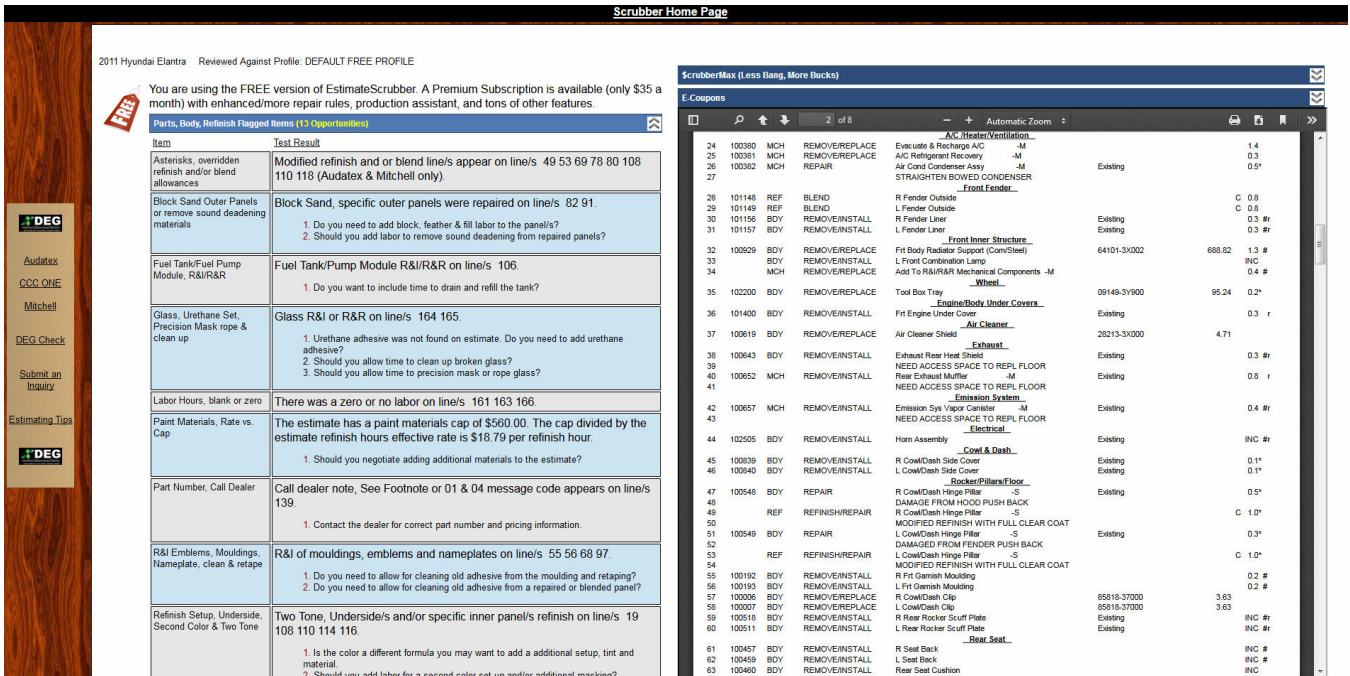 Scrubber Home Page
2011 Hyundai Elantra Reviewed Against Profile: DEFAULT FREE PROFILE
FREE
You are using the FREE version of EstimateScrubber. A Premium Subscription is available (only $35 a
month) with enhanced/more repair rules, production assistant, and tons of other features.
Parts, Body, Refinish Flagged Items (13 Opportunities)
Item Test Result
Asterisks, overridden
refinish and/or blend
allowances
Modified refinish and or blend line/s appear on line/s 49 53 69 78 80 108
110 118 (Audatex & Mitchell only).
Block Sand Outer Panels
or remove sound deadening
materials
Block Sand, specific outer panels were repaired on line/s 82 91.
1. Do you need to add block, feather & fill labor to the panel/s?
2. Should you add labor to remove sound deadening from repaired panels?
Fuel Tank/Fuel Pump
Module, R&I/R&R
Fuel Tank/Pump Module R&I/R&R on line/s 106.
1. Do you want to include time to drain and refill the tank?
Glass, Urethane Set,
Precision Mask rope &
clean up
Glass R&I or R&R on line/s 164 165.
1. Urethane adhesive was not found on estimate. Do you need to add urethane
adhesive?
2. Should you allow time to clean up broken glass?
3. Should you allow time to precision mask or rope glass?
Labor Hours, blank or zero
There was a zero or no labor on line/s 161 163 166.
Paint Materials, Rate vs.
Cap
The estimate has a paint materials cap of $560.00. The cap divided by the
estimate refinish hours effective rate is $18.79 per refinish hour.
1. Should you negotiate adding additional materials to the estimate?
Part Number, Call Dealer
Call dealer note, See Footnote or 01 & 04 message code appears on line/s
139.
1. Contact the dealer for correct part number and pricing information.
R&I Emblems, Mouldings,
Nameplate, clean & retape
R&I of mouldings, emblems and nameplates on line/s 55 56 68 97.
1. Do you need to allow for cleaning old adhesive from the moulding and retaping?
2. Do you need to allow for cleaning old adhesive from a repaired or blended panel?
Refinish Setup, Underside,
Second Color & Two Tone
Two Tone, Underside/s and/or specific inner panel/s refinish on line/s 19
108 110 114 116.
1. Is the color a different formula you may want to add a additional setup, tint and
material.
2. Should you add labor for a second color set up and/or additional masking?
DEG
Audatex
CCC ONE
Mitchell
DEG Check
Submit an
Inquiry
Estimating Tips
DEG
$crubberMax (Less Bang, More Bucks)
E-Coupons
2 of 8 Automatic Zoom
A/C /Heater/Ventilation
24 100380 MCH REMOVE/REPLACE Evacuate & Recharge A/C -M 1.4
25 100381 MCH REMOVE/REPLACE A/C Refrigerant Recovery -M 0.3
26 100382 MCH REPAIR Air Cond Condenser Assy -M Existing 0.5*
27 STRAIGHTEN BOWED CONDENSER
Front Fender
28 101148 REF BLEND R Fender Outside C 0.8
29 101149 REF BLEND L Fender Outside C 0.8
30 101156 BDY REMOVE/INSTALL R Fender Liner Existing 0.3 #r
31 101157 BDY REMOVE/INSTALL L Fender Liner Existing 0.3 #r
Front Inner Structure
32 100929 BDY REMOVE/REPLACE Frt Body Radiator Support (Com/Steel) 64101-3X002 688.82 1.3 #
33 BDY REMOVE/INSTALL L Front Combination Lamp INC
34 MCH REMOVE/REPLACE Add To R&I/R&R Mechanical Components -M 0.4 #
Wheel
35 102200 BDY REMOVE/REPLACE Tool Box Tray 09149-3Y900 95.24 0.2*
Engine/Body Under Covers
36 101400 BDY REMOVE/INSTALL Frt Engine Under Cover Existing 0.3 r
Air Cleaner
37 100619 BDY REMOVE/REPLACE Air Cleaner Shield 28213-3X000 4.71
Exhaust
38 100643 BDY REMOVE/INSTALL Exhaust Rear Heat Shield Existing 0.3 #r
39 NEED ACCESS SPACE TO REPL FLOOR
40 100652 MCH REMOVE/INSTALL Rear Exhaust Muffler -M Existing 0.8 r
41 NEED ACCESS SPACE TO REPL FLOOR
Emission System
42 100657 MCH REMOVE/INSTALL Emission Sys Vapor Canister -M Existing 0.4 #r
43 NEED ACCESS SPACE TO REPL FLOOR
Electrical
44 102505 BDY REMOVE/INSTALL Horn Assembly Existing INC #r
Cowl & Dash
45 100839 BDY REMOVE/INSTALL R Cowl/Dash Side Cover Existing 0.1*
46 100840 BDY REMOVE/INSTALL L Cowl/Dash Side Cover Existing 0.1*
Rocker/Pillars/Floor
47 100548 BDY REPAIR R Cowl/Dash Hinge Pillar -S Existing 0.5*
48 DAMAGE FROM HOOD PUSH BACK
49 REF REFINISH/REPAIR R Cowl/Dash Hinge Pillar -S C 1.0*
50 MODIFIED REFINISH WITH FULL CLEAR COAT
51 100549 BDY REPAIR L Cowl/Dash Hinge Pillar -S Existing 0.3*
52 DAMAGED FROM FENDER PUSH BACK
53 REF REFINISH/REPAIR L Cowl/Dash Hinge Pillar -S C 1.0*
54 MODIFIED REFINISH WITH FULL CLEAR COAT
55 100192 BDY REMOVE/INSTALL R Frt Garnish Moulding 0.2 #
56 100193 BDY REMOVE/INSTALL L Frt Garnish Moulding 0.2 #
57 100006 BDY REMOVE/REPLACE R Cowl/Dash Clip 85818-37000 3.63
58 100007 BDY REMOVE/REPLACE L Cowl/Dash Clip 85818-37000 3.63
59 100518 BDY REMOVE/INSTALL R Rear Rocker Scuff Plate Existing INC #r
60 100511 BDY REMOVE/INSTALL L Rear Rocker Scuff Plate Existing INC #r
Rear Seat
61 100457 BDY REMOVE/INSTALL R Seat Back INC #
62 100459 BDY REMOVE/INSTALL L Seat Back INC #
63 100460 BDY REMOVE/INSTALL Rear Seat Cushion INC